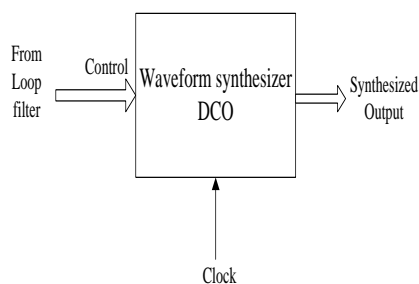 From
Loop
filter
Control
Waveform synthesizer
DCO
Synthesized
Output
Clock